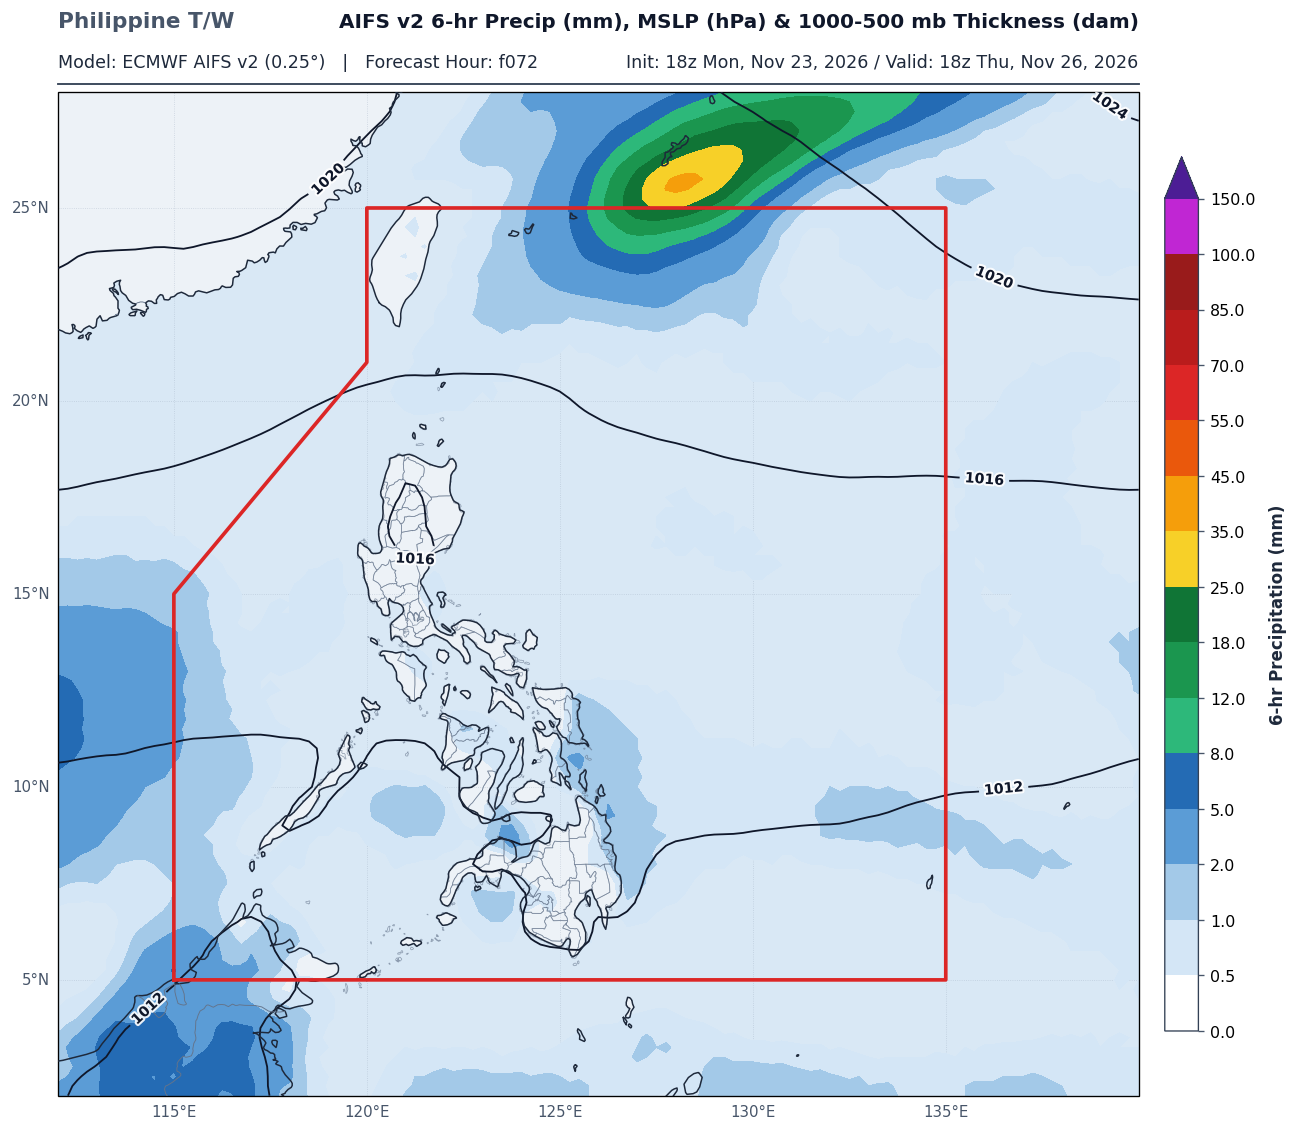 Philippine T/W
AIFS v2 6-hr Precip (mm), MSLP (hPa) & 1000-500 mb Thickness (dam)
Model: ECMWF AIFS v2 (0.25°) | Forecast Hour: f072
Init: 18z Mon, Nov 23, 2026 / Valid: 18z Thu, Nov 26, 2026
1024
1020
1020
1016
1016
1012
1012
25°N
20°N
15°N
10°N
5°N
115°E
120°E
125°E
130°E
135°E
150.0
100.0
85.0
70.0
55.0
45.0
35.0
25.0
18.0
12.0
8.0
5.0
2.0
1.0
0.5
0.0
6-hr Precipitation (mm)